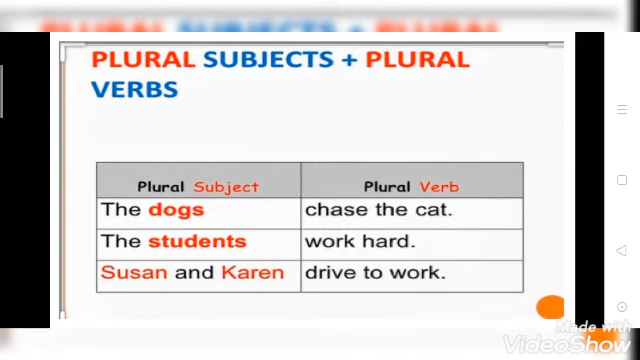 PLURAL SUBJECTS + PLURAL
VERBS
Plural Subject Plural Verb
The dogs chase the cat.
The students work hard.
Susan and Karen drive to work.
Made with
VideoShow